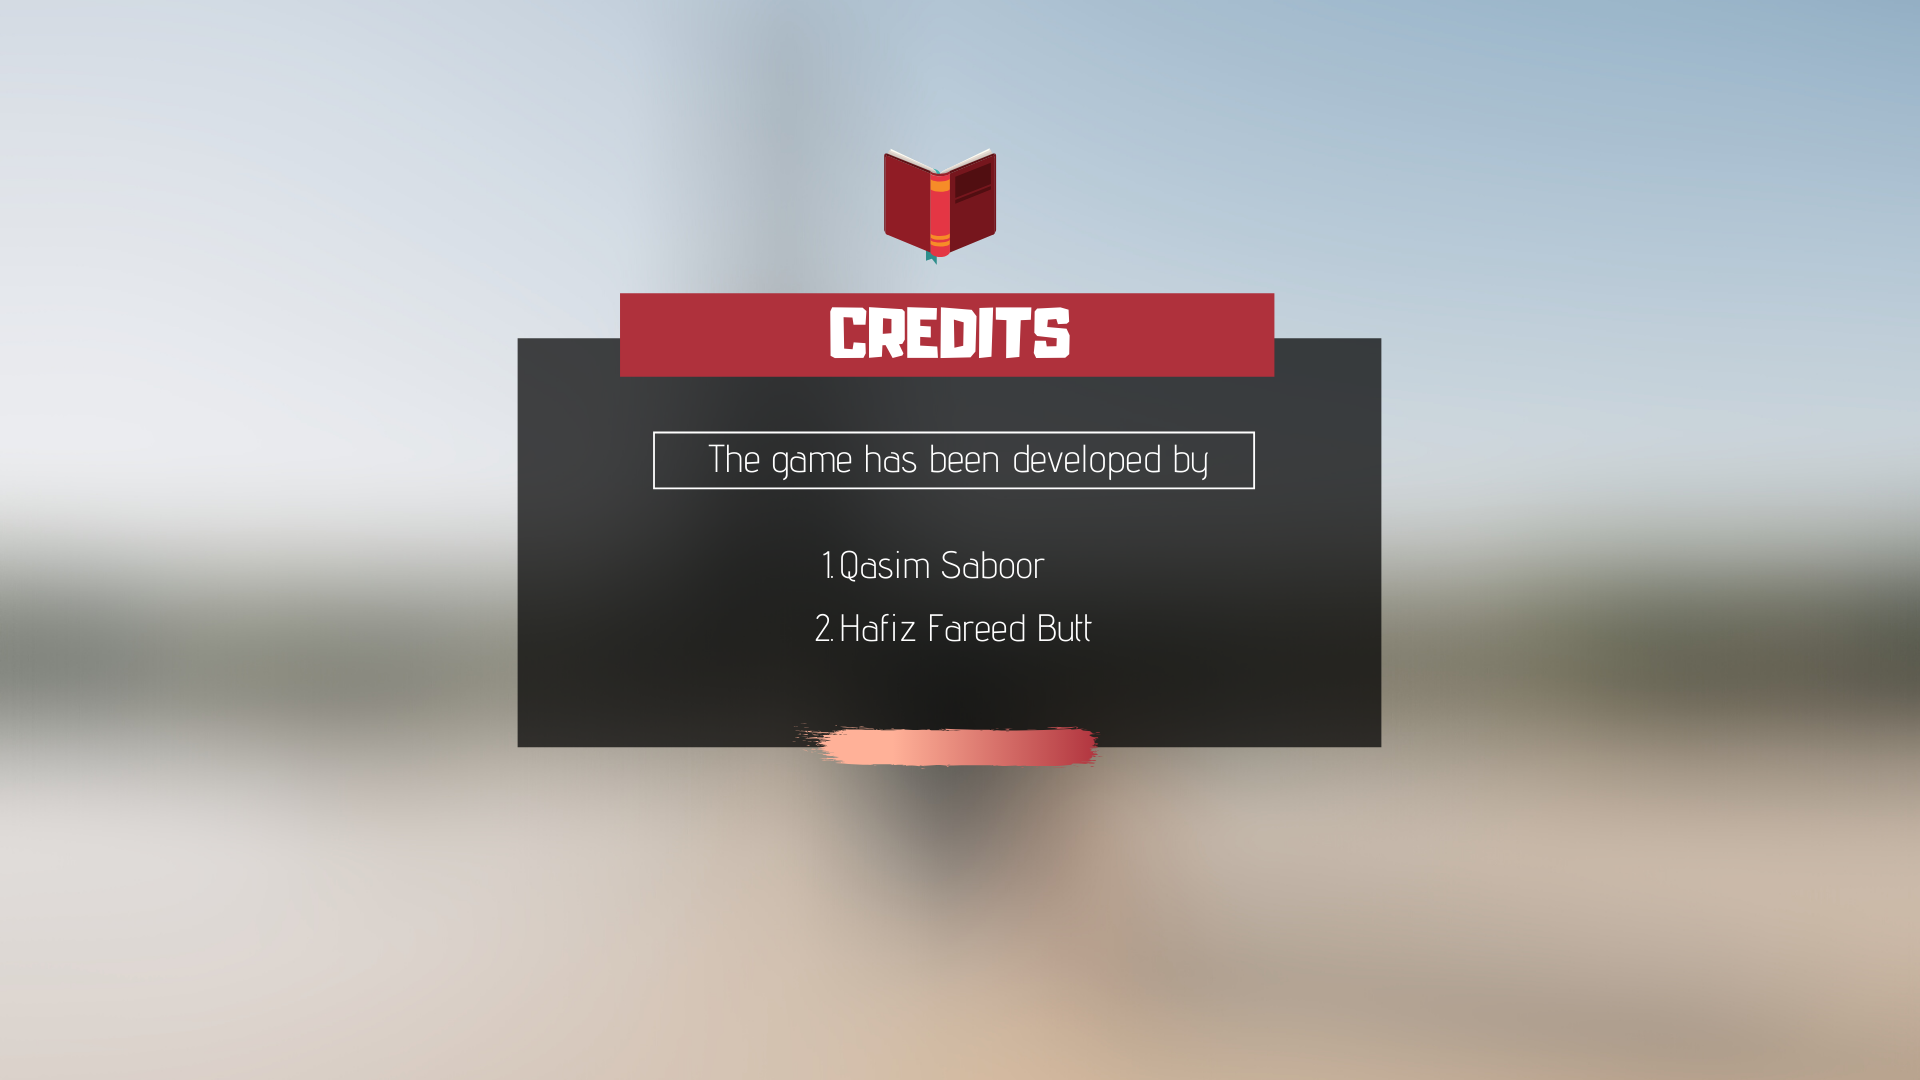 CREDITS
The game has been developed by
1. Qasim Saboor
2. Hafiz Fareed Butt